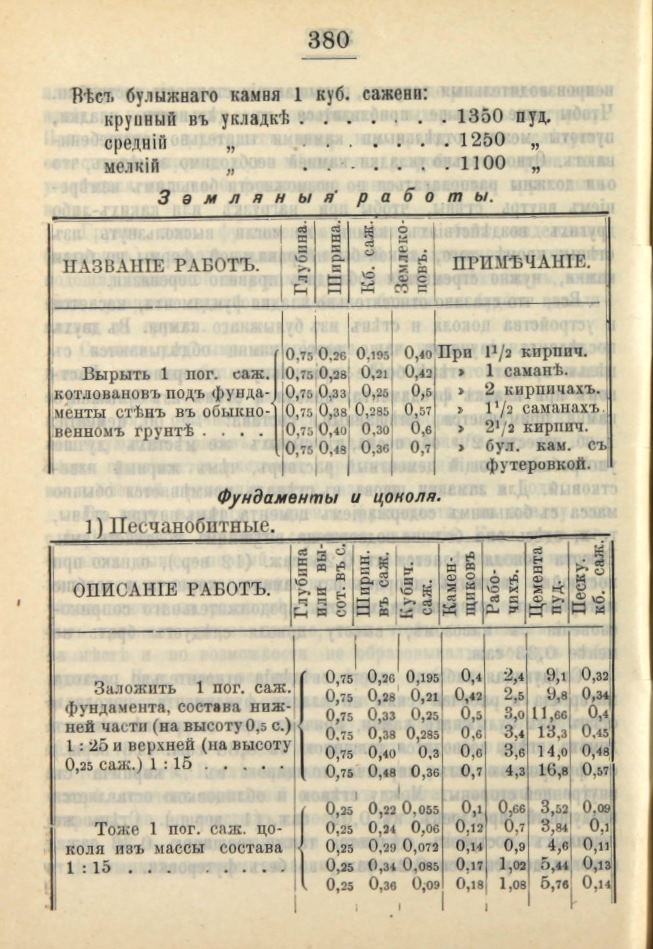 380
Вѣсъ булыжнаго камня 1 куб. сажени:
крупный въ укладкѣ . . . . . . . 1350 пуд.
средній „ . . . . . . 1250 „
мелкій „ . . . . . . 1100 „
Земляныя работы.
НАЗВАНІЕ РАБОТЪ. Глубина. Ширина. Кб. саж. Землекоповъ. ПРИМѢЧАНІЕ.
0,75 0,26 0,195 0,40 При 1½ кирпич.
Вырыть 1 пог. саж. 0,75 0,28 0,21 0,42 » 1 саманѣ.
котловановъ подъ фунда- 0,75 0,33 0,25 0,5 » 2 кирпичахъ.
менты стѣнъ въ обыкно- 0,75 0,38 0,285 0,57 » 1½ саманахъ.
венномъ грунтѣ . . . . 0,75 0,40 0,30 0,6 » 2½ кирпич.
0,75 0,48 0,36 0,7 » бул. кам. съ
футеровкой.
Фундаменты и цоколя.
1) Песчанобитные.
ОПИСАНІЕ РАБОТЪ. Глубина или высот. въ с. Ширин. въ саж. Кубич. саж. Каменщиковъ Рабочихъ. Цемента пуд. Песку. кб. саж.
0,75 0,26 0,195 0,4 2,4 9,1 0,32
Заложить 1 пог. саж. 0,75 0,28 0,21 0,42 2,5 9,8 0,34
фундамента, состава ниж- 0,75 0,33 0,25 0,5 3,0 11,66 0,4
ней части (на высоту 0,5 с.) 0,75 0,38 0,285 0,6 3,4 13,3 0,45
1 : 25 и верхней (на высоту 0,75 0,40 0,3 0,6 3,6 14,0 0,48
0,25 саж.) 1 : 15 . . . . . 0,75 0,48 0,36 0,7 4,3 16,8 0,57
0,25 0,22 0,055 0,1 0,66 3,52 0,09
Тоже 1 пог. саж. цо- 0,25 0,24 0,06 0,12 0,7 3,84 0,1
коля изъ массы состава 0,25 0,29 0,072 0,14 0,9 4,6 0,11
1 : 15 . . . . . . . . . 0,25 0,34 0,085 0,17 1,02 5,44 0,13
0,25 0,36 0,09 0,18 1,08 5,76 0,14